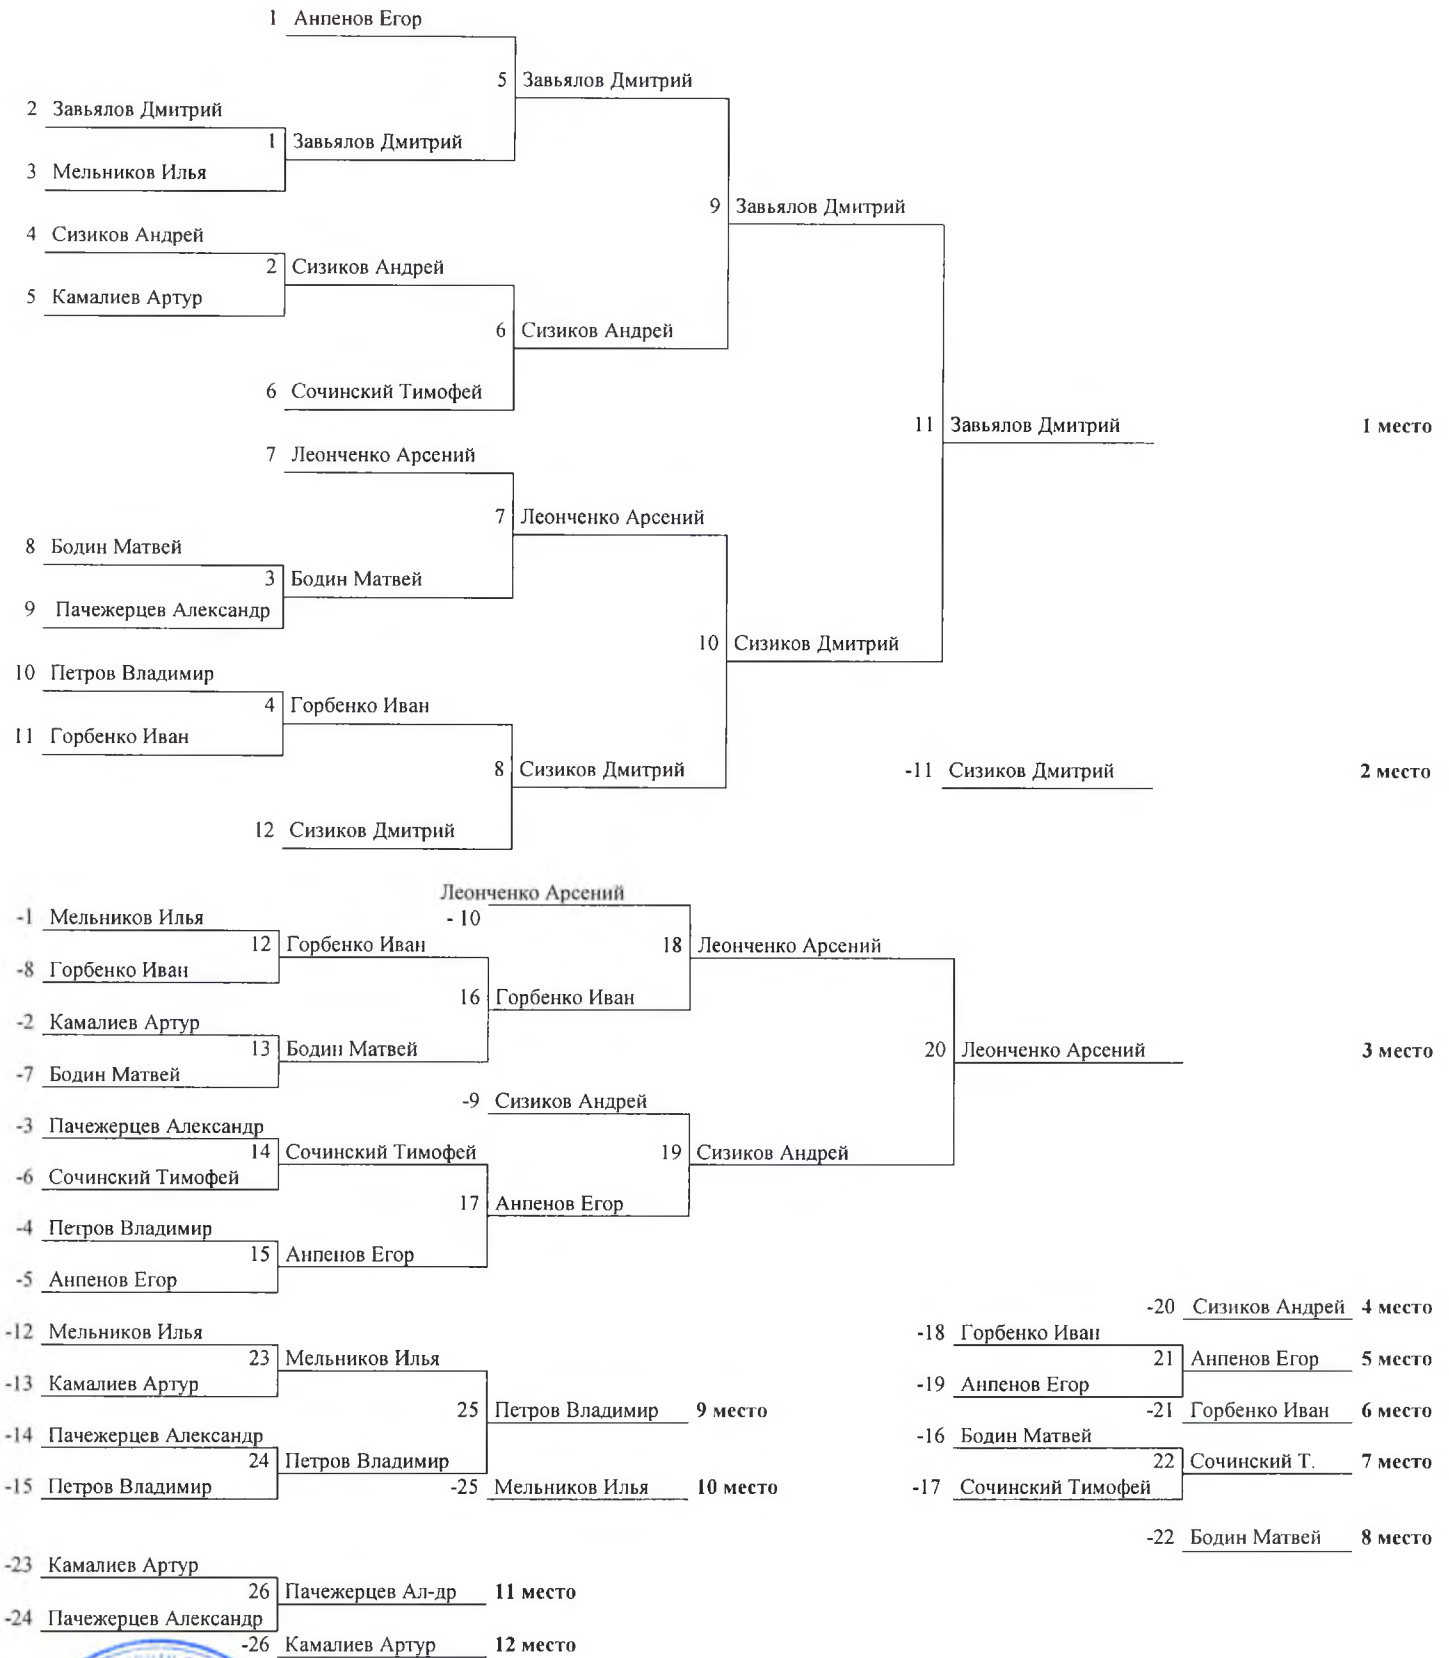 1 Анпенов Егор
5 Завьялов Дмитрий
2 Завьялов Дмитрий
1 Завьялов Дмитрий
3 Мельников Илья
9 Завьялов Дмитрий
4 Сизиков Андрей
2 Сизиков Андрей
5 Камалиев Артур
6 Сизиков Андрей
6 Сочинский Тимофей
11 Завьялов Дмитрий 1 место
7 Леонченко Арсений
7 Леонченко Арсений
8 Бодин Матвей
3 Бодин Матвей
9 Пачежерцев Александр
10 Сизиков Дмитрий
10 Петров Владимир
4 Горбенко Иван
11 Горбенко Иван
8 Сизиков Дмитрий
-11 Сизиков Дмитрий 2 место
12 Сизиков Дмитрий
Леонченко Арсений
-1 Мельников Илья
- 10
12 Горбенко Иван
18 Леонченко Арсений
-8 Горбенко Иван
16 Горбенко Иван
-2 Камалиев Артур
13 Бодин Матвей
20 Леонченко Арсений 3 место
-7 Бодин Матвей
-9 Сизиков Андрей
-3 Пачежерцев Александр
14 Сочинский Тимофей
19 Сизиков Андрей
-6 Сочинский Тимофей
17 Анпенов Егор
-4 Петров Владимир
15 Анпенов Егор
-5 Анпенов Егор
-20 Сизиков Андрей 4 место
-12 Мельников Илья
-18 Горбенко Иван
23 Мельников Илья
21 Анпенов Егор 5 место
-13 Камалиев Артур
-19 Анпенов Егор
25 Петров Владимир 9 место
-21 Горбенко Иван 6 место
-14 Пачежерцев Александр
-16 Бодин Матвей
24 Петров Владимир
22 Сочинский Т. 7 место
-15 Петров Владимир
-25 Мельников Илья 10 место
-17 Сочинский Тимофей
-22 Бодин Матвей 8 место
-23 Камалиев Артур
26 Пачежерцев Ал-др 11 место
-24 Пачежерцев Александр
-26 Камалиев Артур 12 место